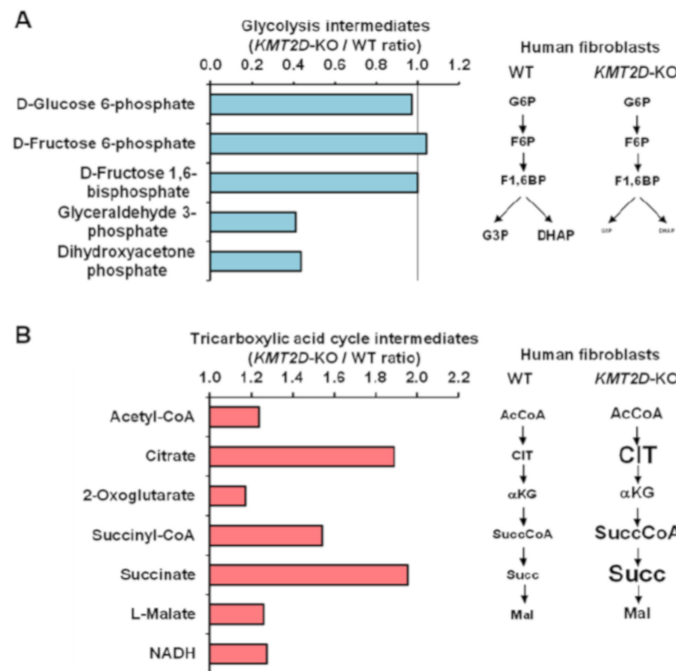 A
Glycolysis intermediates
(KMT2D-KO / WT ratio)
0.0 0.2 0.4 0.6 0.8 1.0 1.2
D-Glucose 6-phosphate
D-Fructose 6-phosphate
D-Fructose 1,6-
bisphosphate
Glyceraldehyde 3-
phosphate
Dihydroxyacetone
phosphate
Human fibroblasts
WT KMT2D-KO
G6P G6P
F6P F6P
F1,6BP F1,6BP
G3P DHAP G3P DHAP
B
Tricarboxylic acid cycle intermediates
(KMT2D-KO / WT ratio)
1.0 1.2 1.4 1.6 1.8 2.0 2.2
Acetyl-CoA
Citrate
2-Oxoglutarate
Succinyl-CoA
Succinate
L-Malate
NADH
Human fibroblasts
WT KMT2D-KO
AcCoA AcCoA
CIT CIT
αKG αKG
SuccCoA SuccCoA
Succ Succ
Mal Mal